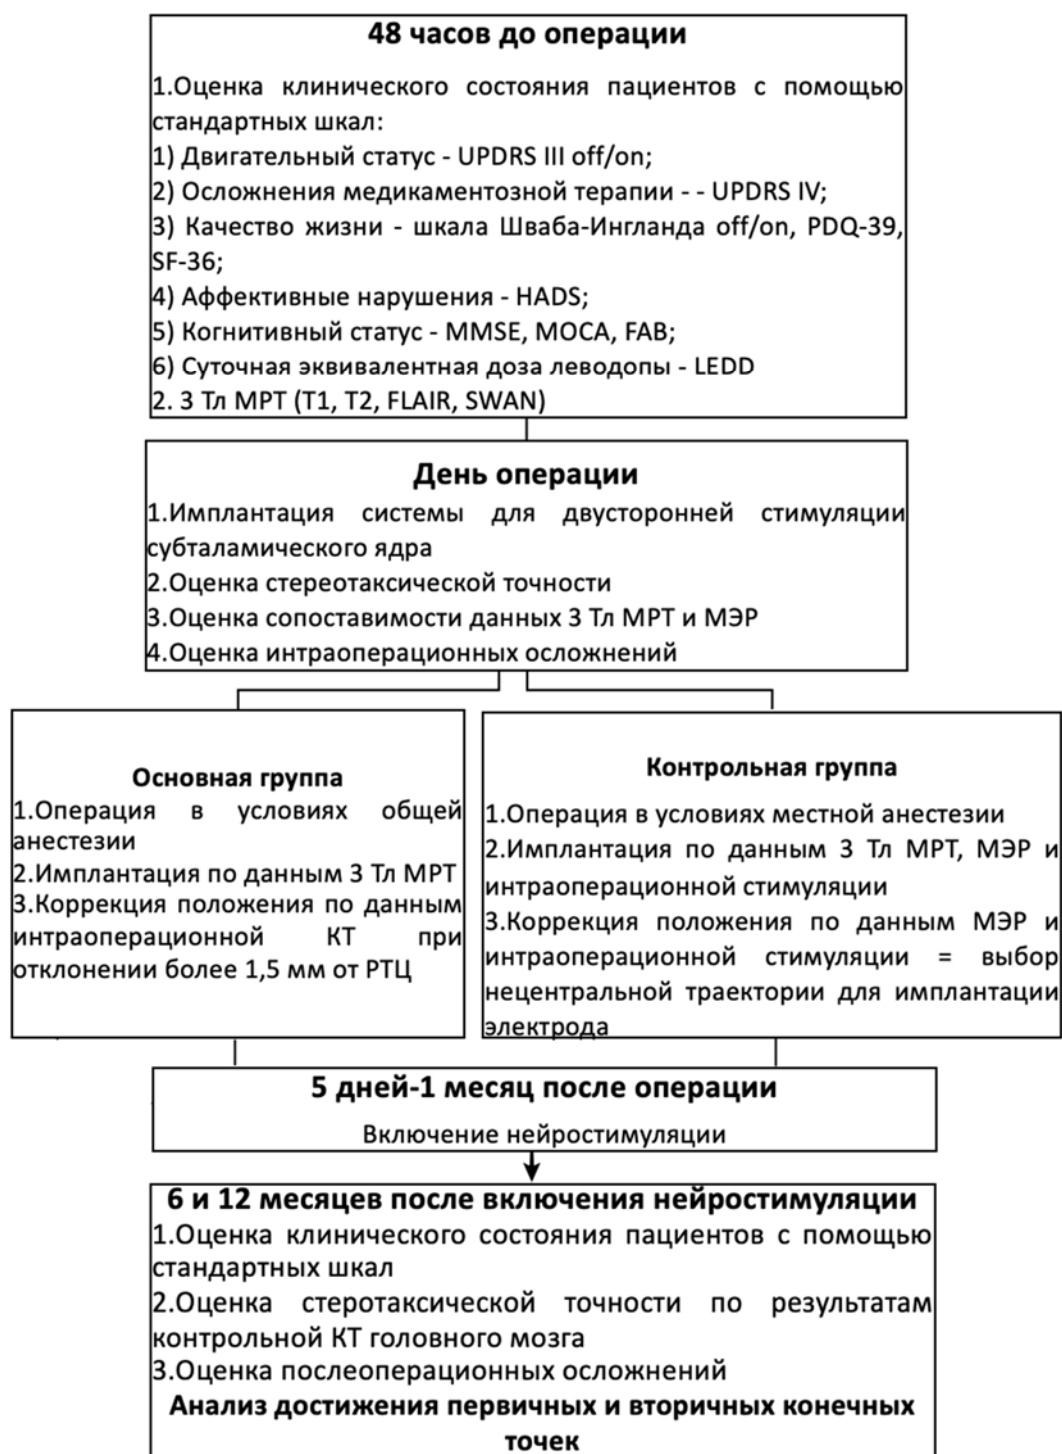 48 часов до операции
1.Оценка клинического состояния пациентов с помощью
стандартных шкал:
1) Двигательный статус - UPDRS III off/on;
2) Осложнения медикаментозной терапии - - UPDRS IV;
3) Качество жизни - шкала Шваба-Ингланда off/on, PDQ-39,
SF-36;
4) Аффективные нарушения - HADS;
5) Когнитивный статус - MMSE, MOCA, FAB;
6) Суточная эквивалентная доза леводопы - LEDD
2. 3 Тл МРТ (T1, T2, FLAIR, SWAN)
День операции
1.Имплантация системы для двусторонней стимуляции
субталамического ядра
2.Оценка стереотаксической точности
3.Оценка сопоставимости данных 3 Тл МРТ и МЭР
4.Оценка интраоперационных осложнений
Основная группа
1.Операция в условиях общей
анестезии
2.Имплантация по данным 3 Тл МРТ
3.Коррекция положения по данным
интраоперационной КТ при
отклонении более 1,5 мм от РТЦ
Контрольная группа
1.Операция в условиях местной анестезии
2.Имплантация по данным 3 Тл МРТ, МЭР и
интраоперационной стимуляции
3.Коррекция положения по данным МЭР и
интраоперационной стимуляции = выбор
нецентральной траектории для имплантации
электрода
5 дней-1 месяц после операции
Включение нейростимуляции
6 и 12 месяцев после включения нейростимуляции
1.Оценка клинического состояния пациентов с помощью
стандартных шкал
2.Оценка стеротаксической точности по результатам
контрольной КТ головного мозга
3.Оценка послеоперационных осложнений
Анализ достижения первичных и вторичных конечных
точек